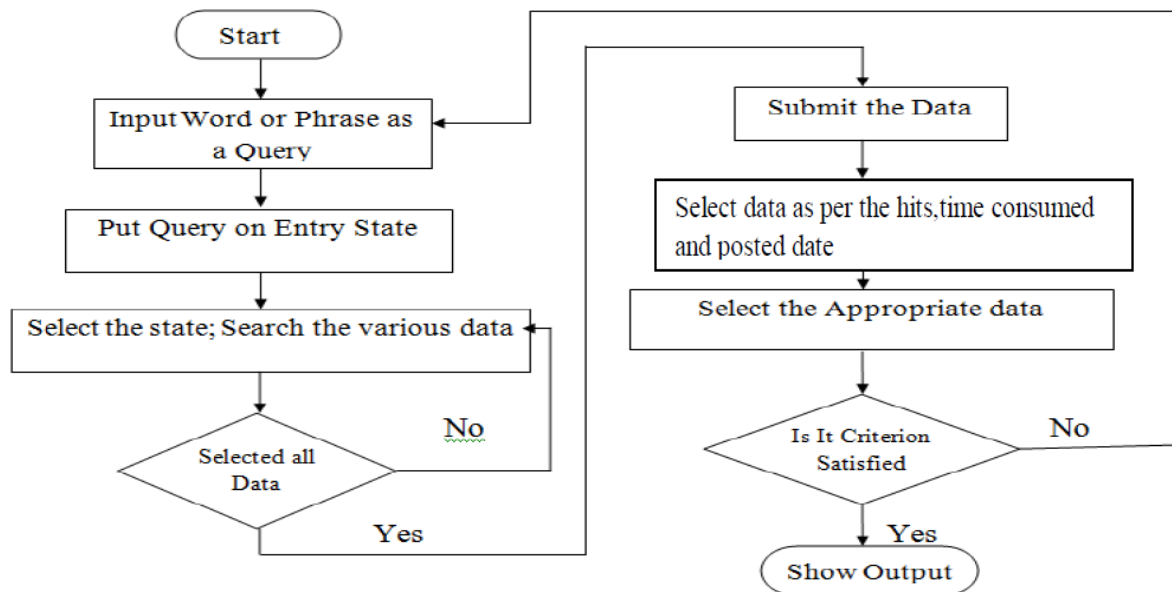 Start
Input Word or Phrase as
a Query
Put Query on Entry State
Select the state; Search the various data
No
Selected all
Data
Yes
Submit the Data
Select data as per the hits,time consumed
and posted date
Select the Appropriate data
Is It Criterion
Satisfied
No
Yes
Show Output